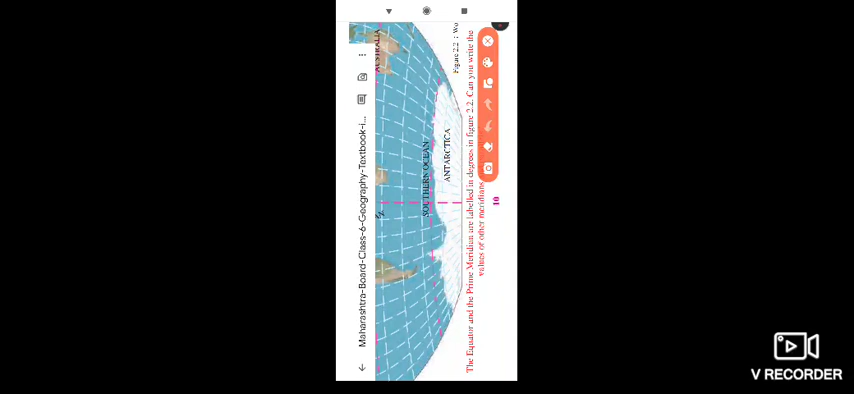 Maharashtra-Board-Class-6-Geography-Textbook-i...
AUSTRALIA
SOUTHERN OCEAN
ANTARCTICA
Figure 2.2 : Wo
The Equator and the Prime Meridian are labelled in degrees in figure 2.2. Can you write the
values of other meridians
10
V RECORDER